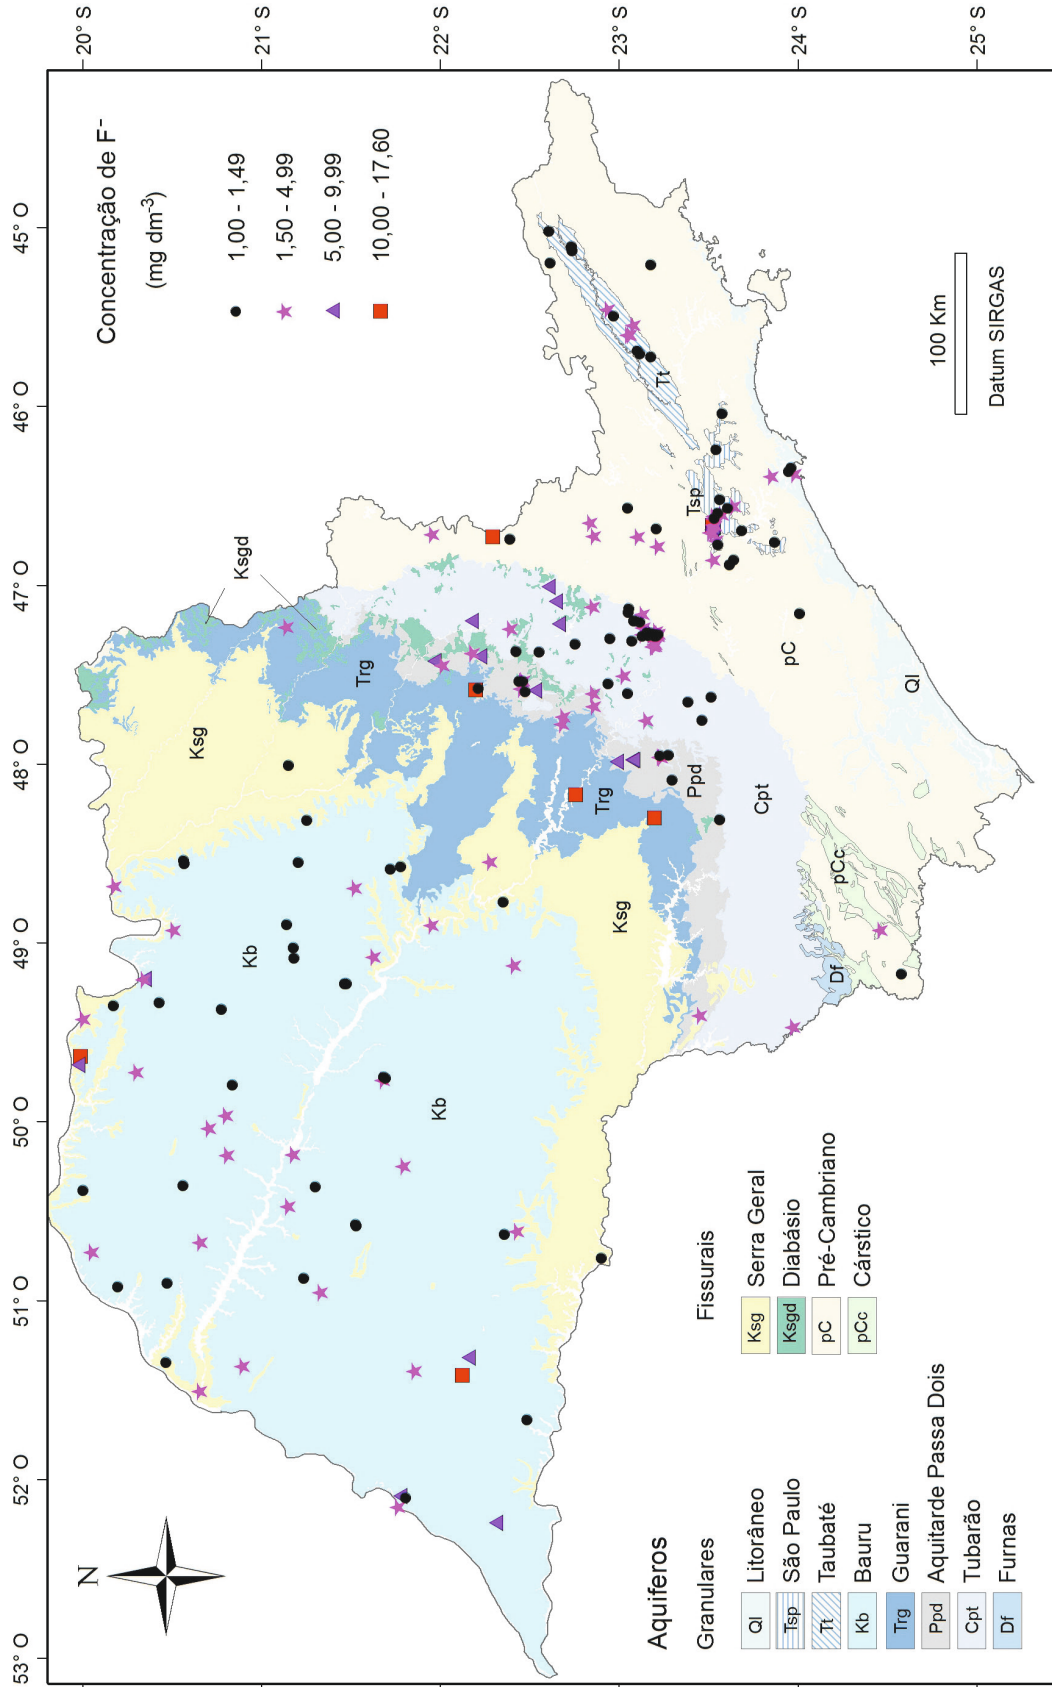 53° O
52° O
51° O
50° O
49° O
48° O
47° O
46° O
45° O
20° S
21° S
22° S
23° S
24° S
25° S
N
Concentração de F-
(mg dm-3)
1,00 - 1,49
1,50 - 4,99
5,00 - 9,99
10,00 - 17,60
Ksgd
Ksg
Trg
Kb
Kb
Ksg
Trg
Ppd
Cpt
Df
pCc
pC
Ql
Tsp
Tt
100 Km
Datum SIRGAS
Aquiferos
Granulares
Ql Litorâneo
Tsp São Paulo
Tt Taubaté
Kb Bauru
Trg Guarani
Ppd Aquitarde Passa Dois
Cpt Tubarão
Df Furnas
Fissurais
Ksg Serra Geral
Ksgd Diabásio
pC Pré-Cambriano
pCc Cárstico